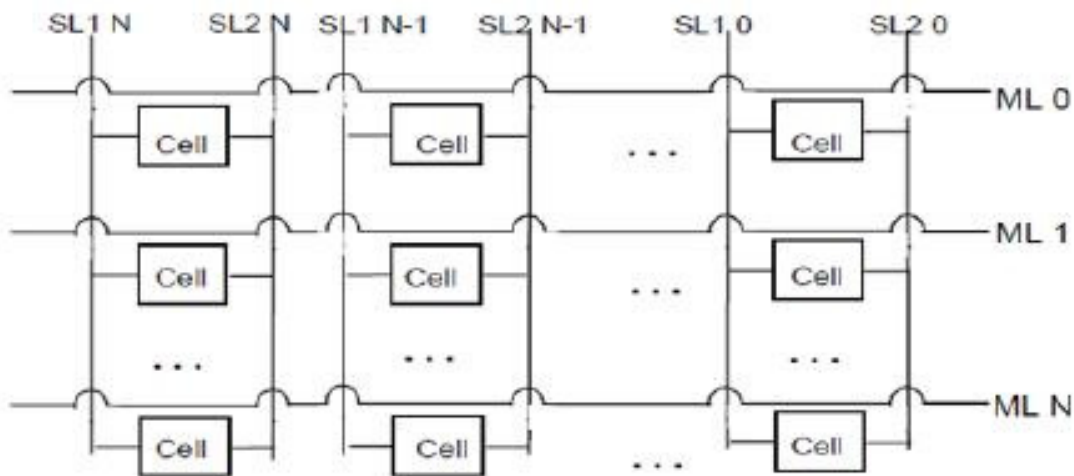 SL1 N SL2 N SL1 N-1 SL2 N-1 SL1 0 SL2 0
ML 0
Cell Cell ... Cell
ML 1
Cell Cell ... Cell
... ... ...
ML N
Cell Cell ... Cell